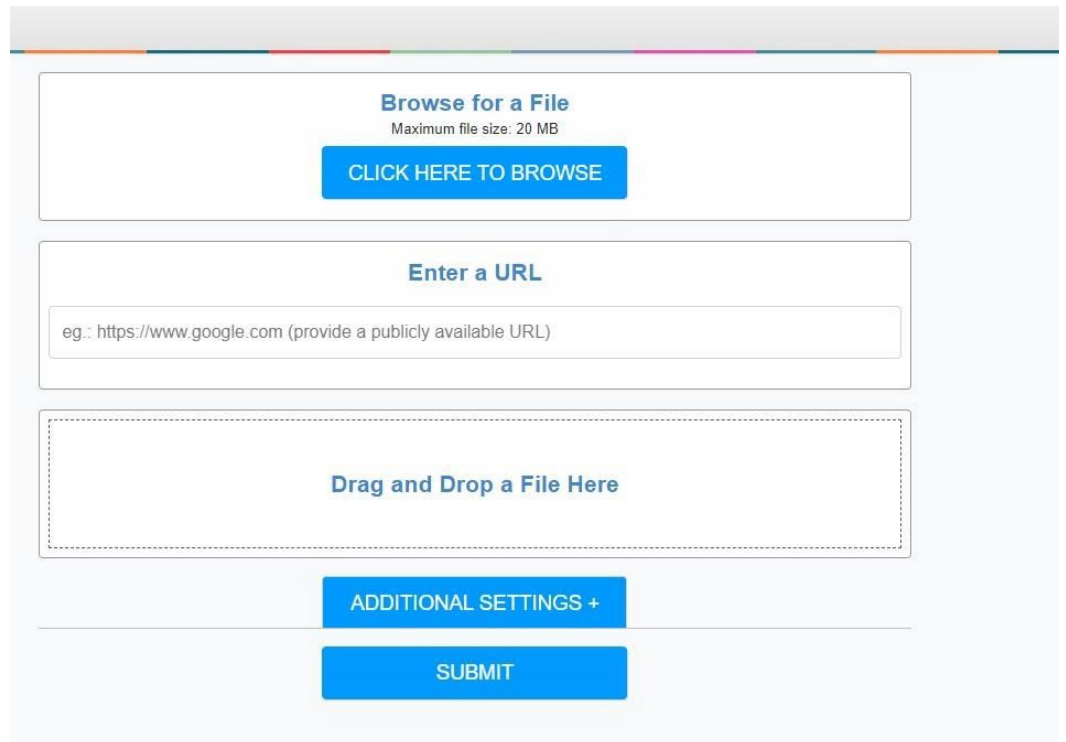 Browse for a File
Maximum file size: 20 MB
CLICK HERE TO BROWSE
Enter a URL
eg.: https://www.google.com (provide a publicly available URL)
Drag and Drop a File Here
ADDITIONAL SETTINGS +
SUBMIT